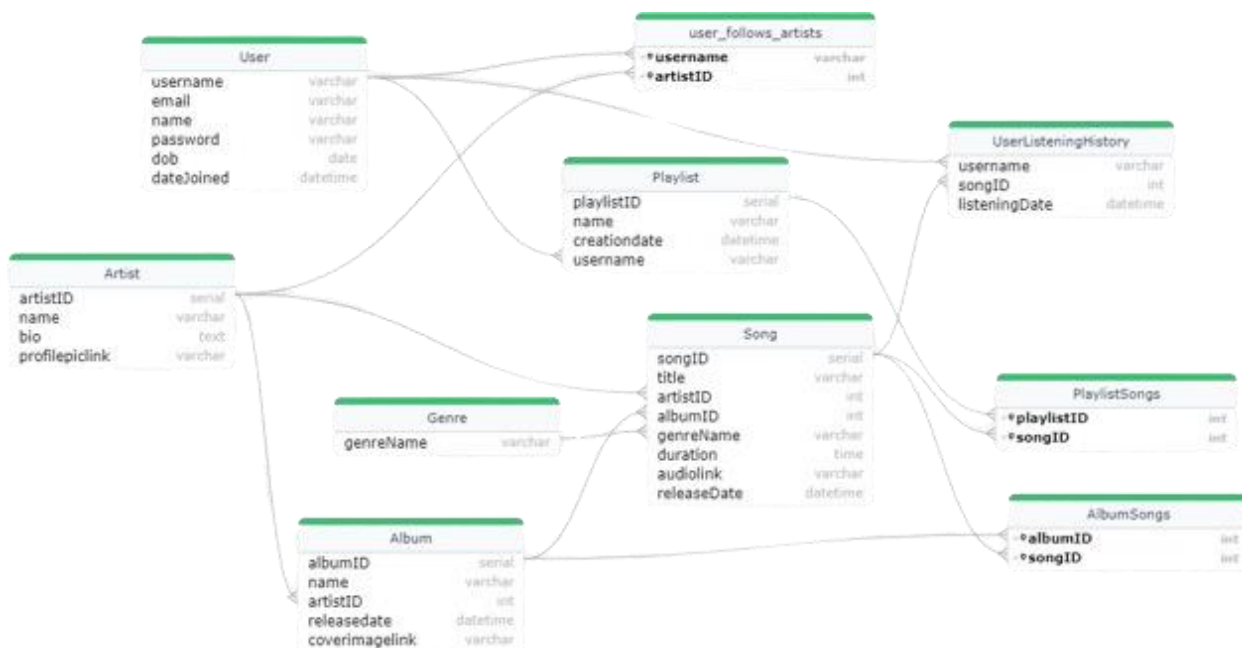 User
username varchar
email varchar
name varchar
password varchar
dob date
dateJoined datetime
user_follows_artists
username varchar
artistID int
UserListeningHistory
username varchar
songID int
listeningDate datetime
Playlist
playlistID serial
name varchar
creationdate datetime
username varchar
Artist
artistID serial
name varchar
bio text
profilepiclink varchar
Song
songID serial
title varchar
artistID int
albumID int
genreName varchar
duration time
audiolink varchar
releaseDate datetime
Genre
genreName varchar
PlaylistSongs
playlistID int
songID int
Album
albumID serial
name varchar
artistID int
releasedate datetime
coverimagelink varchar
AlbumSongs
albumID int
songID int